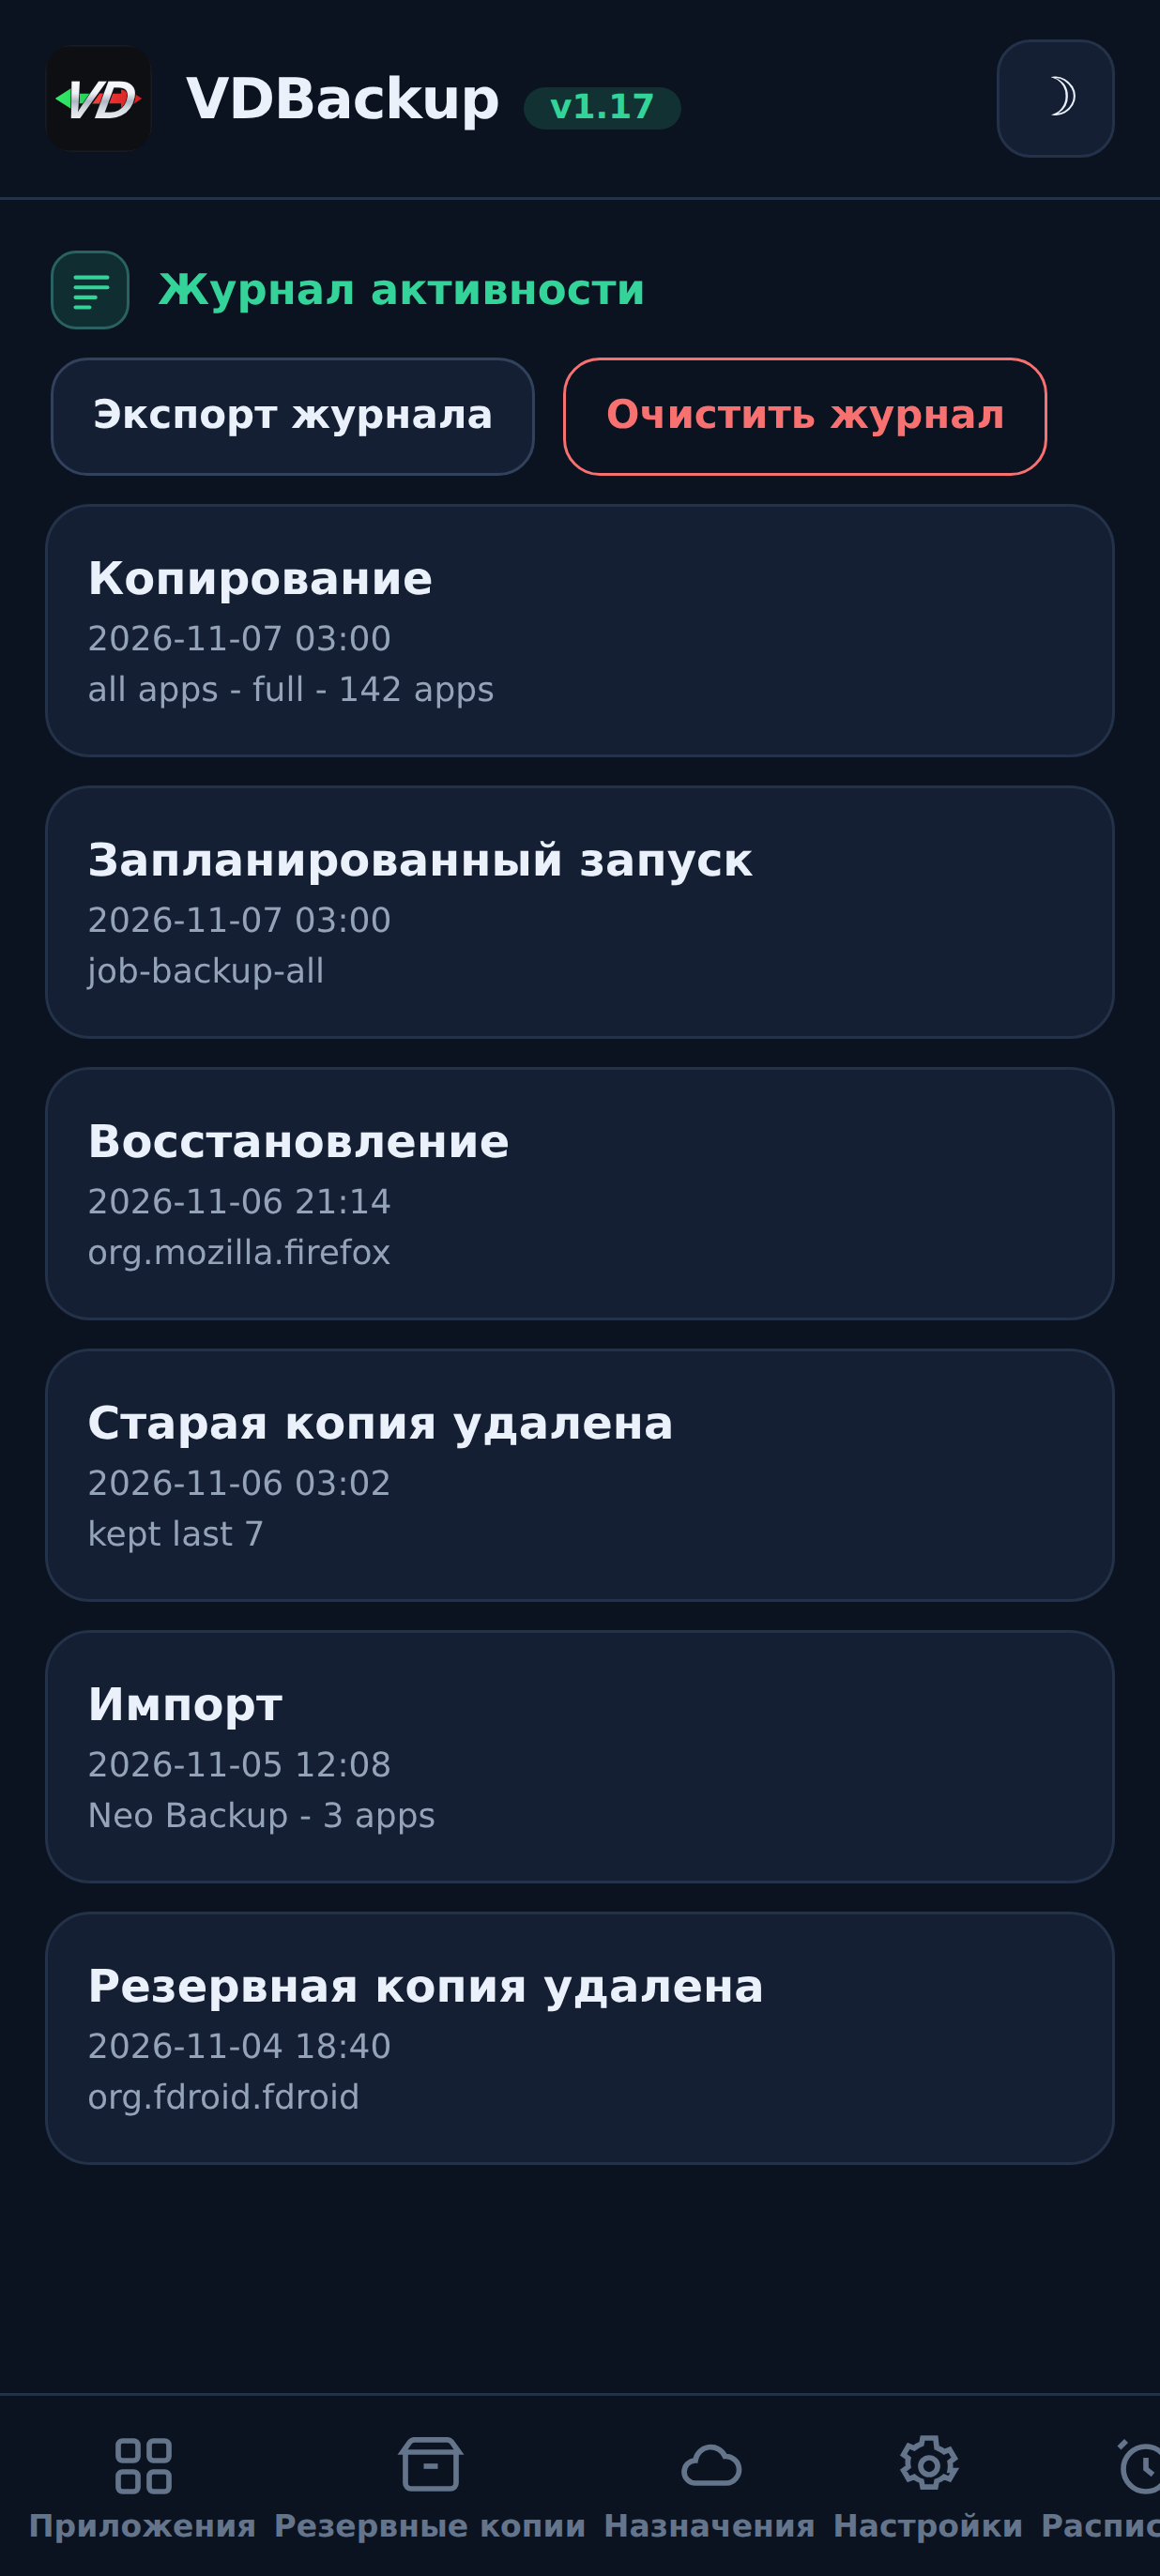 VD
VDBackup v1.17
Журнал активности
Экспорт журнала
Очистить журнал
Копирование
2026-11-07 03:00
all apps - full - 142 apps
Запланированный запуск
2026-11-07 03:00
job-backup-all
Восстановление
2026-11-06 21:14
org.mozilla.firefox
Старая копия удалена
2026-11-06 03:02
kept last 7
Импорт
2026-11-05 12:08
Neo Backup - 3 apps
Резервная копия удалена
2026-11-04 18:40
org.fdroid.fdroid
Приложения
Резервные копии
Назначения
Настройки